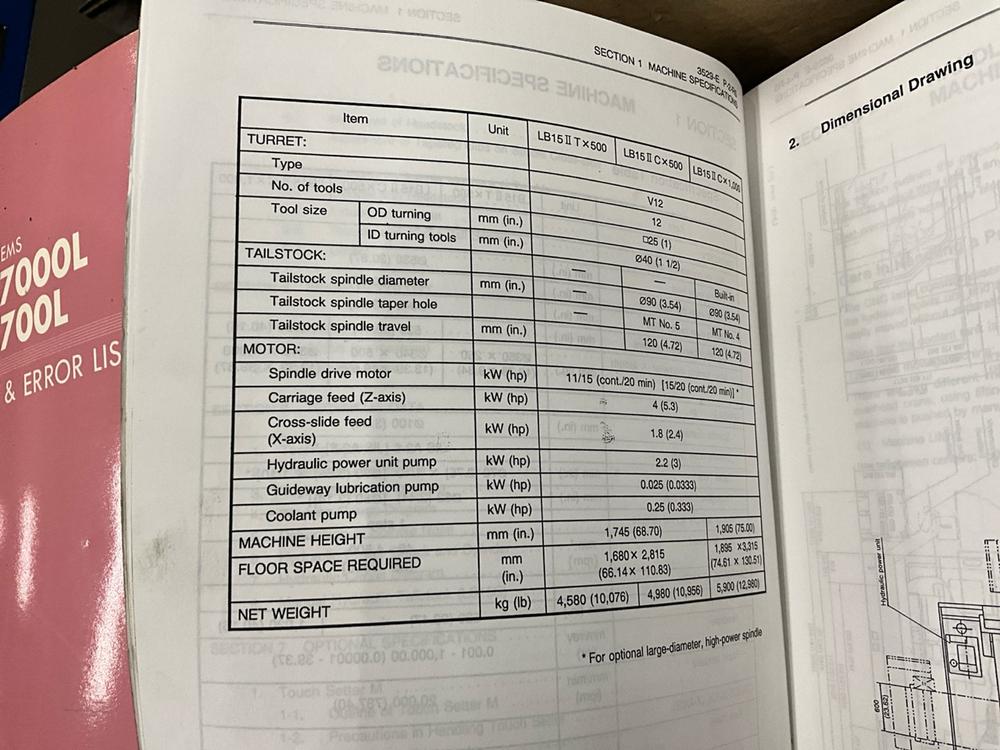 EMS
7000L
700L
& ERROR LIS
3529-E P-2-R6
SECTION 1 MACHINE SPECIFICATIONS
Item Unit LB15 II T×500 LB15 II C×500 LB15 II C×1,000
TURRET:
Type V12
No. of tools 12
Tool size OD turning mm (in.) □25 (1)
ID turning tools mm (in.) Ø40 (1 1/2)
TAILSTOCK: — — Built-in
Tailstock spindle diameter mm (in.) — Ø90 (3.54) Ø90 (3.54)
Tailstock spindle taper hole — MT No. 5 MT No. 4
Tailstock spindle travel mm (in.) 120 (4.72) 120 (4.72)
MOTOR:
Spindle drive motor kW (hp) 11/15 (cont./20 min) [15/20 (cont./20 min)] *
Carriage feed (Z-axis) kW (hp) 4 (5.3)
Cross-slide feed
(X-axis) kW (hp) 1.8 (2.4)
Hydraulic power unit pump kW (hp) 2.2 (3)
Guideway lubrication pump kW (hp) 0.025 (0.0333)
Coolant pump kW (hp) 0.25 (0.333)
MACHINE HEIGHT mm (in.) 1,745 (68.70) 1,905 (75.00)
FLOOR SPACE REQUIRED mm 1,680× 2,815 1,895 ×3,315
(in.) (66.14× 110.83) (74.61 × 130.51)
NET WEIGHT kg (lb) 4,580 (10,076) 4,980 (10,956) 5,900 (12,980)
* For optional large-diameter, high-power spindle
2. Dimensional Drawing
Hydraulic power unit
600
(23.62)